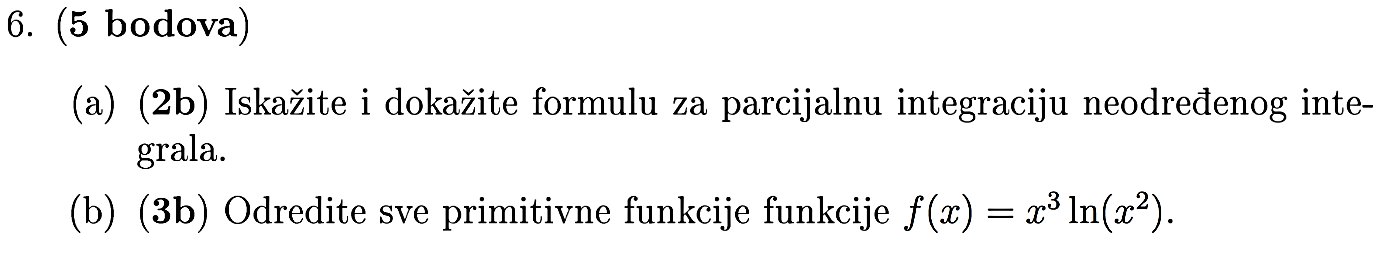 6. (5 bodova)
(a) (2b) Iskažite i dokažite formulu za parcijalnu integraciju neodređenog inte-
grala.
(b) (3b) Odredite sve primitivne funkcije funkcije f(x) = x³ ln(x²).